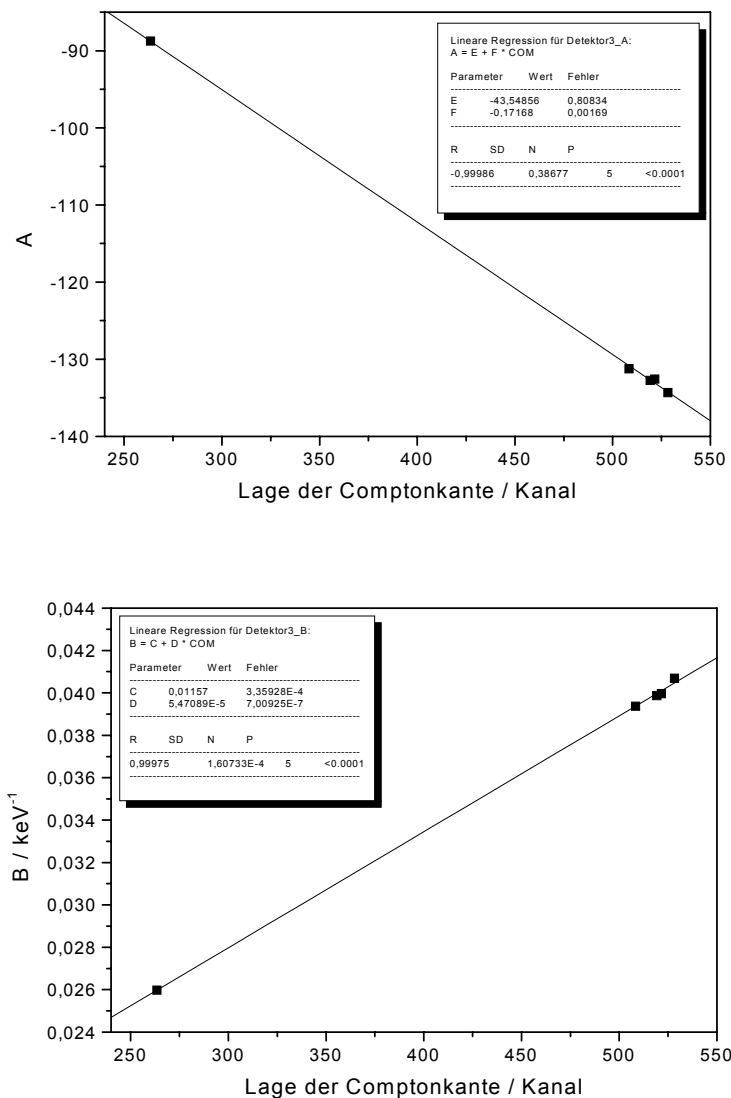 -90
-100
-110
-120
-130
-140
A
250 300 350 400 450 500 550
Lage der Comptonkante / Kanal
Lineare Regression für Detektor3_A:
A = E + F * COM
Parameter Wert Fehler
------------------------------------------------------------
E -43,54856 0,80834
F -0,17168 0,00169
------------------------------------------------------------
R SD N P
------------------------------------------------------------
-0,99986 0,38677 5 <0.0001
------------------------------------------------------------
0,044
0,042
0,040
0,038
0,036
0,034
0,032
0,030
0,028
0,026
0,024
B / keV⁻¹
250 300 350 400 450 500 550
Lage der Comptonkante / Kanal
Lineare Regression für Detektor3_B:
B = C + D * COM
Parameter Wert Fehler
------------------------------------------------------------
C 0,01157 3,35928E-4
D 5,47089E-5 7,00925E-7
------------------------------------------------------------
R SD N P
------------------------------------------------------------
0,99975 1,60733E-4 5 <0.0001
------------------------------------------------------------